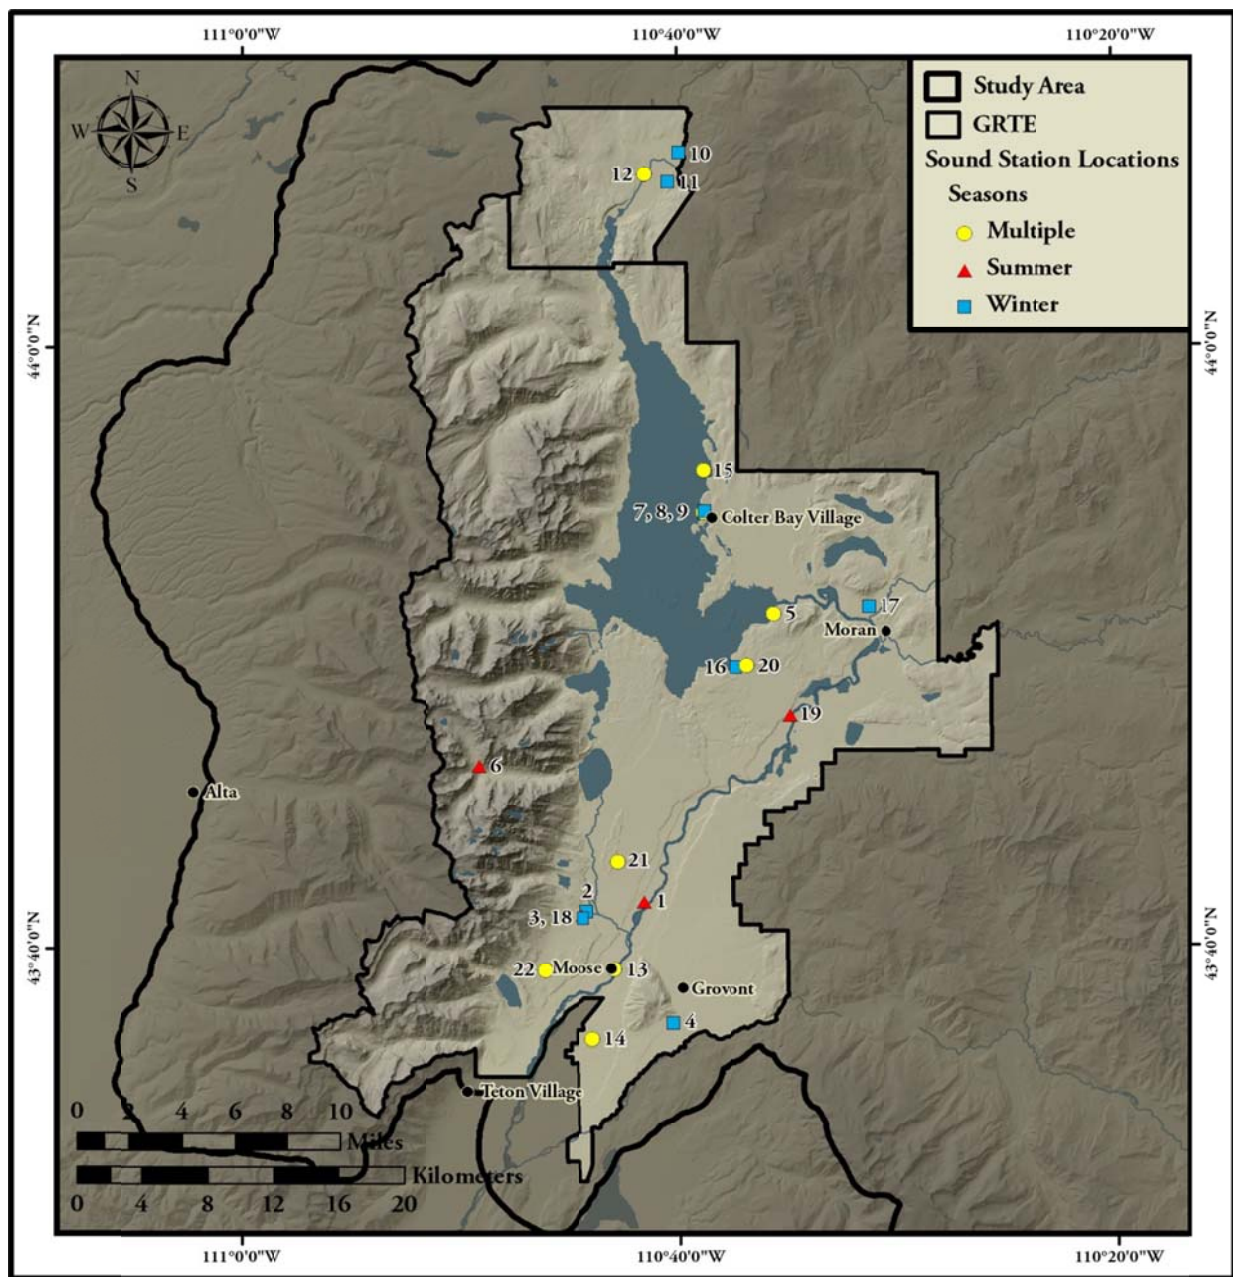 111°0'0"W 110°40'0"W 110°20'0"W
N
W E
S
Study Area
GRTE
Sound Station Locations
Seasons
Multiple
Summer
Winter
10
12
11
44°0'0"N 44°0'0"N
15
7, 8, 9 Colter Bay Village
17
5
Moran
16 20
19
6
Alta
21
2
1
3, 18
43°40'0"N 43°40'0"N
22 Moose 13
Grovont
4
14
Teton Village
0 2 4 6 8 10
Miles
Kilometers
0 4 8 12 16 20
111°0'0"W 110°40'0"W 110°20'0"W